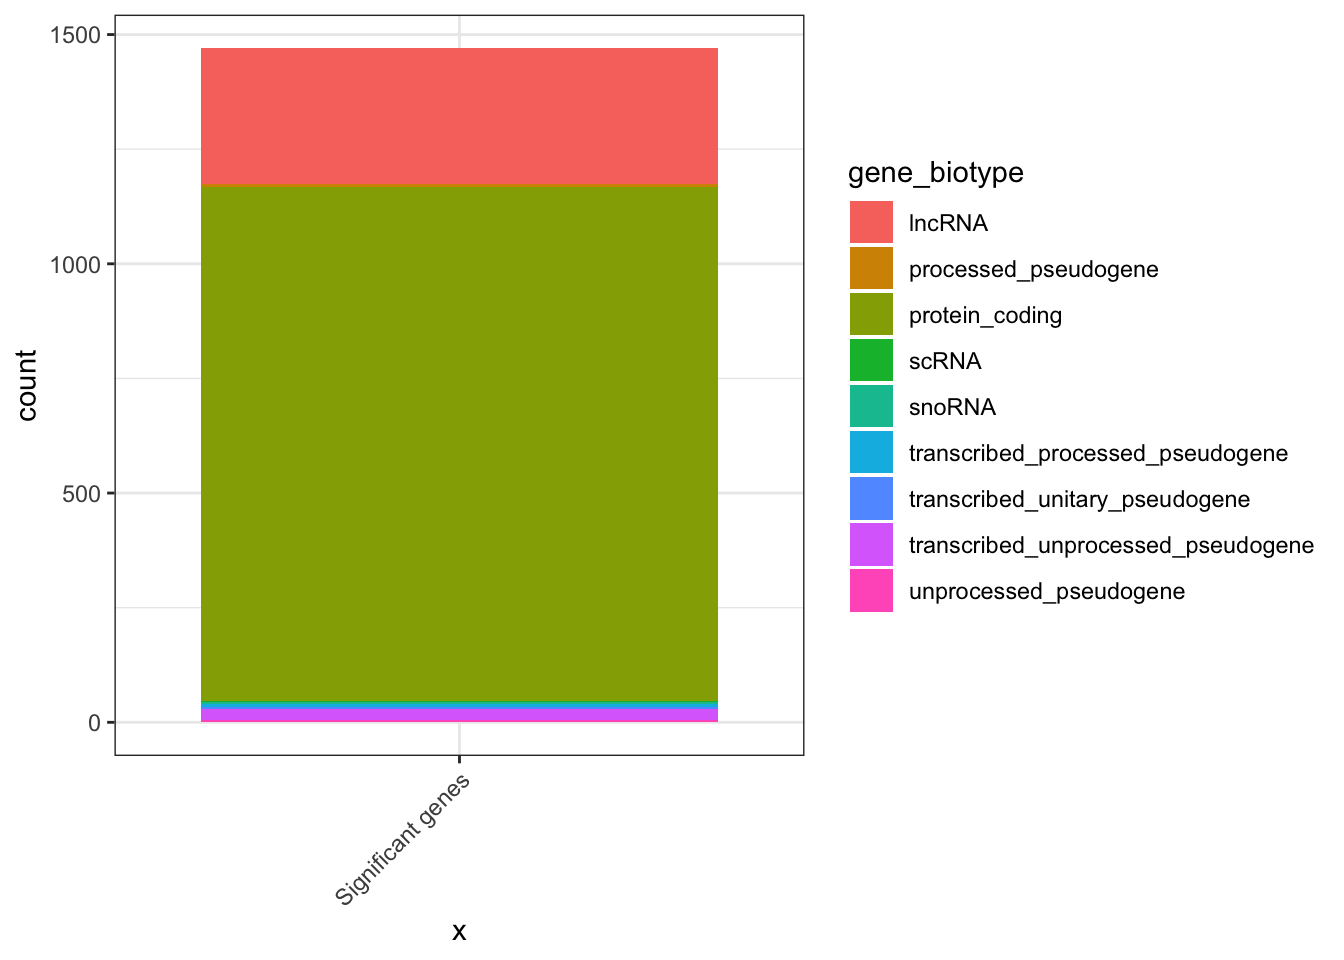 1500
1000
500
0
count
Significant genes
x
gene_biotype
lncRNA
processed_pseudogene
protein_coding
scRNA
snoRNA
transcribed_processed_pseudogene
transcribed_unitary_pseudogene
transcribed_unprocessed_pseudogene
unprocessed_pseudogene